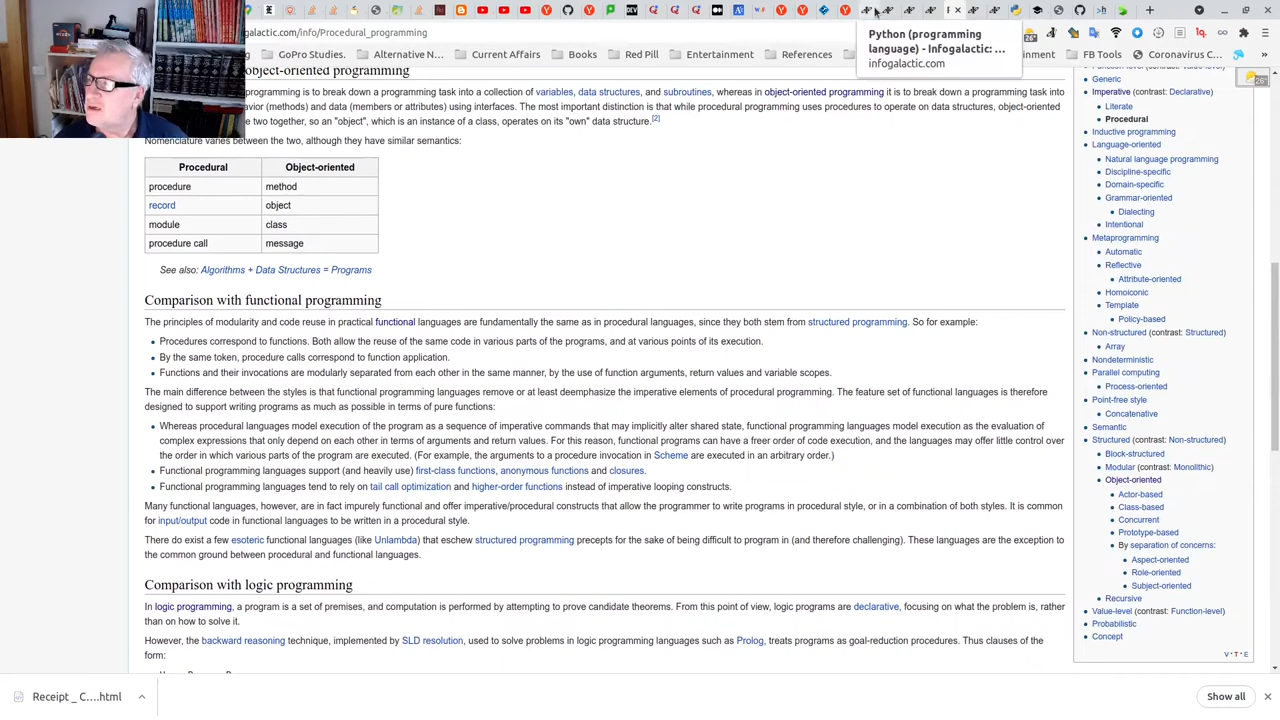 galactic.com/info/Procedural_programming
Python (programming
language) - Infogalactic: ...
infogalactic.com
GoPro Studies.
Alternative N...
Current Affairs
Books
Red Pill
Entertainment
References
inment
FB Tools
Coronavirus C...
26°
object-oriented programming
programming is to break down a programming task into a collection of variables, data structures, and subroutines, whereas in object-oriented programming it is to break down a programming task into
vior (methods) and data (members or attributes) using interfaces. The most important distinction is that while procedural programming uses procedures to operate on data structures, object-oriented
e two together, so an "object", which is an instance of a class, operates on its "own" data structure.[2]
Nomenclature varies between the two, although they have similar semantics:
Procedural Object-oriented
procedure method
record object
module class
procedure call message
See also: Algorithms + Data Structures = Programs
Comparison with functional programming
The principles of modularity and code reuse in practical functional languages are fundamentally the same as in procedural languages, since they both stem from structured programming. So for example:
• Procedures correspond to functions. Both allow the reuse of the same code in various parts of the programs, and at various points of its execution.
• By the same token, procedure calls correspond to function application.
• Functions and their invocations are modularly separated from each other in the same manner, by the use of function arguments, return values and variable scopes.
The main difference between the styles is that functional programming languages remove or at least deemphasize the imperative elements of procedural programming. The feature set of functional languages is therefore
designed to support writing programs as much as possible in terms of pure functions:
• Whereas procedural languages model execution of the program as a sequence of imperative commands that may implicitly alter shared state, functional programming languages model execution as the evaluation of
complex expressions that only depend on each other in terms of arguments and return values. For this reason, functional programs can have a freer order of code execution, and the languages may offer little control over
the order in which various parts of the program are executed. (For example, the arguments to a procedure invocation in Scheme are executed in an arbitrary order.)
• Functional programming languages support (and heavily use) first-class functions, anonymous functions and closures.
• Functional programming languages tend to rely on tail call optimization and higher-order functions instead of imperative looping constructs.
Many functional languages, however, are in fact impurely functional and offer imperative/procedural constructs that allow the programmer to write programs in procedural style, or in a combination of both styles. It is common
for input/output code in functional languages to be written in a procedural style.
There do exist a few esoteric functional languages (like Unlambda) that eschew structured programming precepts for the sake of being difficult to program in (and therefore challenging). These languages are the exception to
the common ground between procedural and functional languages.
Comparison with logic programming
In logic programming, a program is a set of premises, and computation is performed by attempting to prove candidate theorems. From this point of view, logic programs are declarative, focusing on what the problem is, rather
than on how to solve it.
However, the backward reasoning technique, implemented by SLD resolution, used to solve problems in logic programming languages such as Prolog, treats programs as goal-reduction procedures. Thus clauses of the
form:
• Generic
• Imperative (contrast: Declarative)
• Literate
• Procedural
• Inductive programming
• Language-oriented
• Natural language programming
• Discipline-specific
• Domain-specific
• Grammar-oriented
• Dialecting
• Intentional
• Metaprogramming
• Automatic
• Reflective
• Attribute-oriented
• Homoiconic
• Template
• Policy-based
• Non-structured (contrast: Structured)
• Array
• Nondeterministic
• Parallel computing
• Process-oriented
• Point-free style
• Concatenative
• Semantic
• Structured (contrast: Non-structured)
• Block-structured
• Modular (contrast: Monolithic)
• Object-oriented
• Actor-based
• Class-based
• Concurrent
• Prototype-based
• By separation of concerns:
• Aspect-oriented
• Role-oriented
• Subject-oriented
• Recursive
• Value-level (contrast: Function-level)
• Probabilistic
• Concept
V · T · E
Receipt _ C....html
Show all